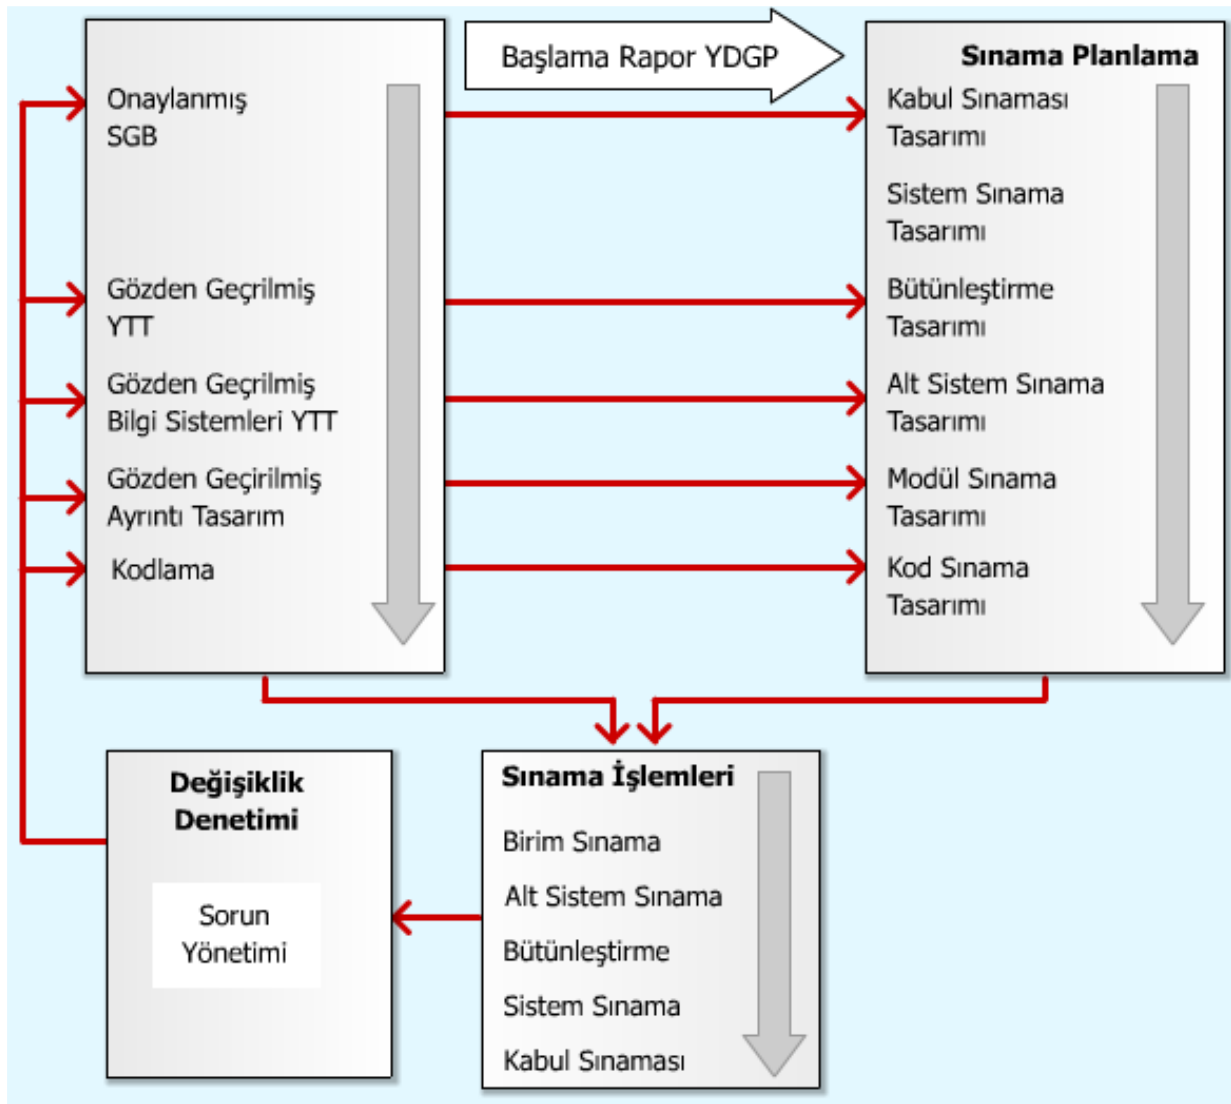 Başlama Rapor YDGP
Onaylanmış
SGB
Gözden Geçrilmiş
YTT
Gözden Geçrilmiş
Bilgi Sistemleri YTT
Gözden Geçirilmiş
Ayrıntı Tasarım
Kodlama
Sınama Planlama
Kabul Sınaması
Tasarımı
Sistem Sınama
Tasarımı
Bütünleştirme
Tasarımı
Alt Sistem Sınama
Tasarımı
Modül Sınama
Tasarımı
Kod Sınama
Tasarımı
Değişiklik
Denetimi
Sorun
Yönetimi
Sınama İşlemleri
Birim Sınama
Alt Sistem Sınama
Bütünleştirme
Sistem Sınama
Kabul Sınaması